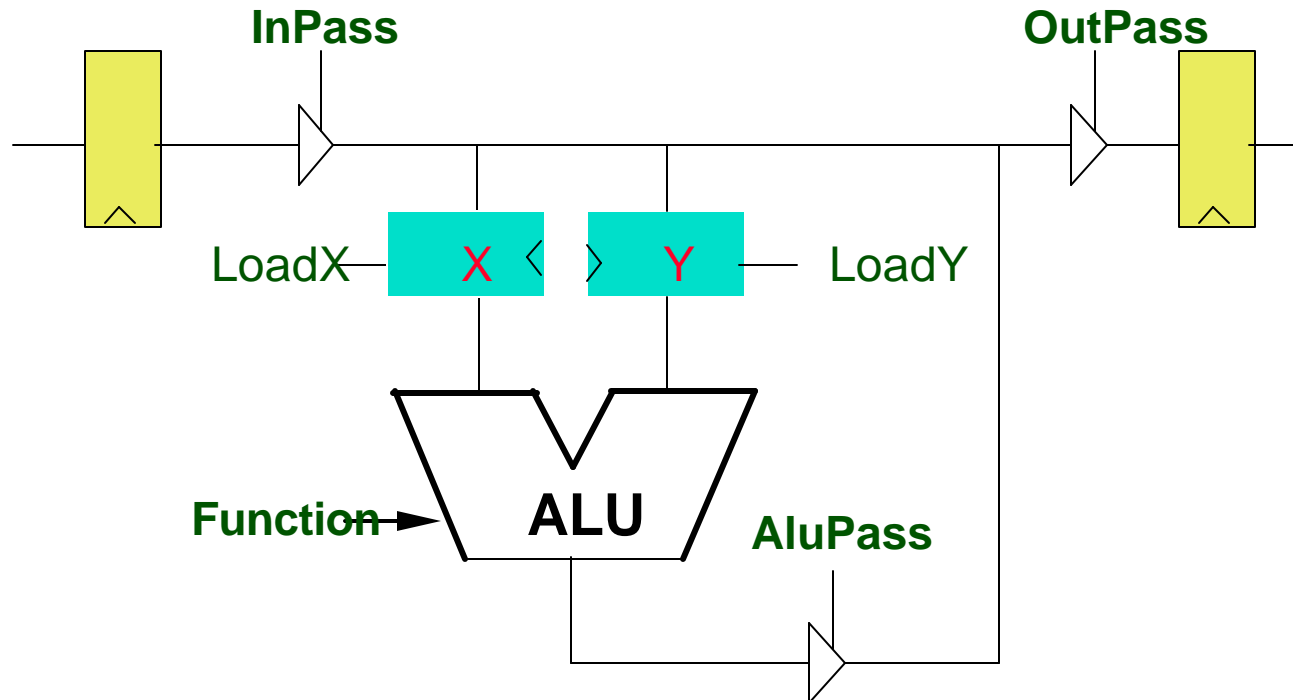 InPass
OutPass
LoadX
X
Y
LoadY
Function
ALU
AluPass